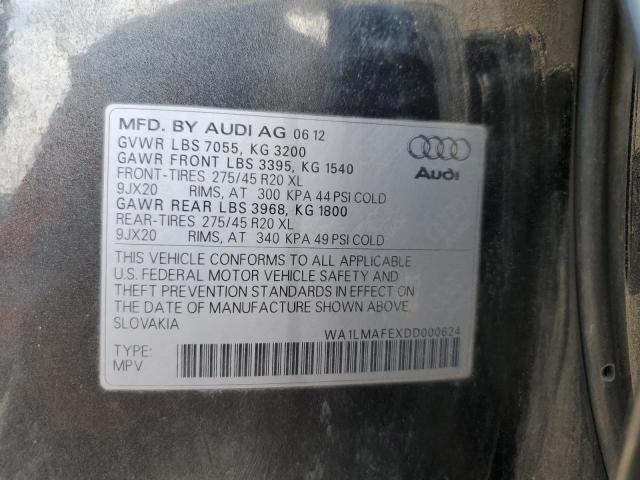 MFD. BY AUDI AG 06 12
GVWR LBS 7055, KG 3200
GAWR FRONT LBS 3395, KG 1540
FRONT-TIRES 275/45 R20 XL
9JX20 RIMS, AT 300 KPA 44 PSI COLD
GAWR REAR LBS 3968, KG 1800
REAR-TIRES 275/45 R20 XL
9JX20 RIMS, AT 340 KPA 49 PSI COLD
Audi
THIS VEHICLE CONFORMS TO ALL APPLICABLE
U.S. FEDERAL MOTOR VEHICLE SAFETY AND
THEFT PREVENTION STANDARDS IN EFFECT ON
THE DATE OF MANUFACTURE SHOWN ABOVE.
SLOVAKIA
WA1LMAFEXDD000624
TYPE:
MPV